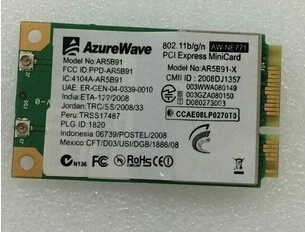 AzureWave
802.11b/g/n AW-NE771
PCI Express MiniCard
Model No: AR5B91
Model No: AR5B91-X
FCC ID:PPD-AR5B91
CMII ID : 2008DJ1357
IC:4104A-AR5B91
003WWA080149
UAE: ER-GEN-04-0339-0010
003GZA080150
India:ETA-122/2008
D080273003
Jordan:TRC/SS/2008/33
CCAE08LP0270T0
Peru: TRSS17487
PLG ID:1820
Indonesia: 06739/POSTEL/2008
Mexico: CFT/D03/USI/DGB/1886/08
N136
RoHS